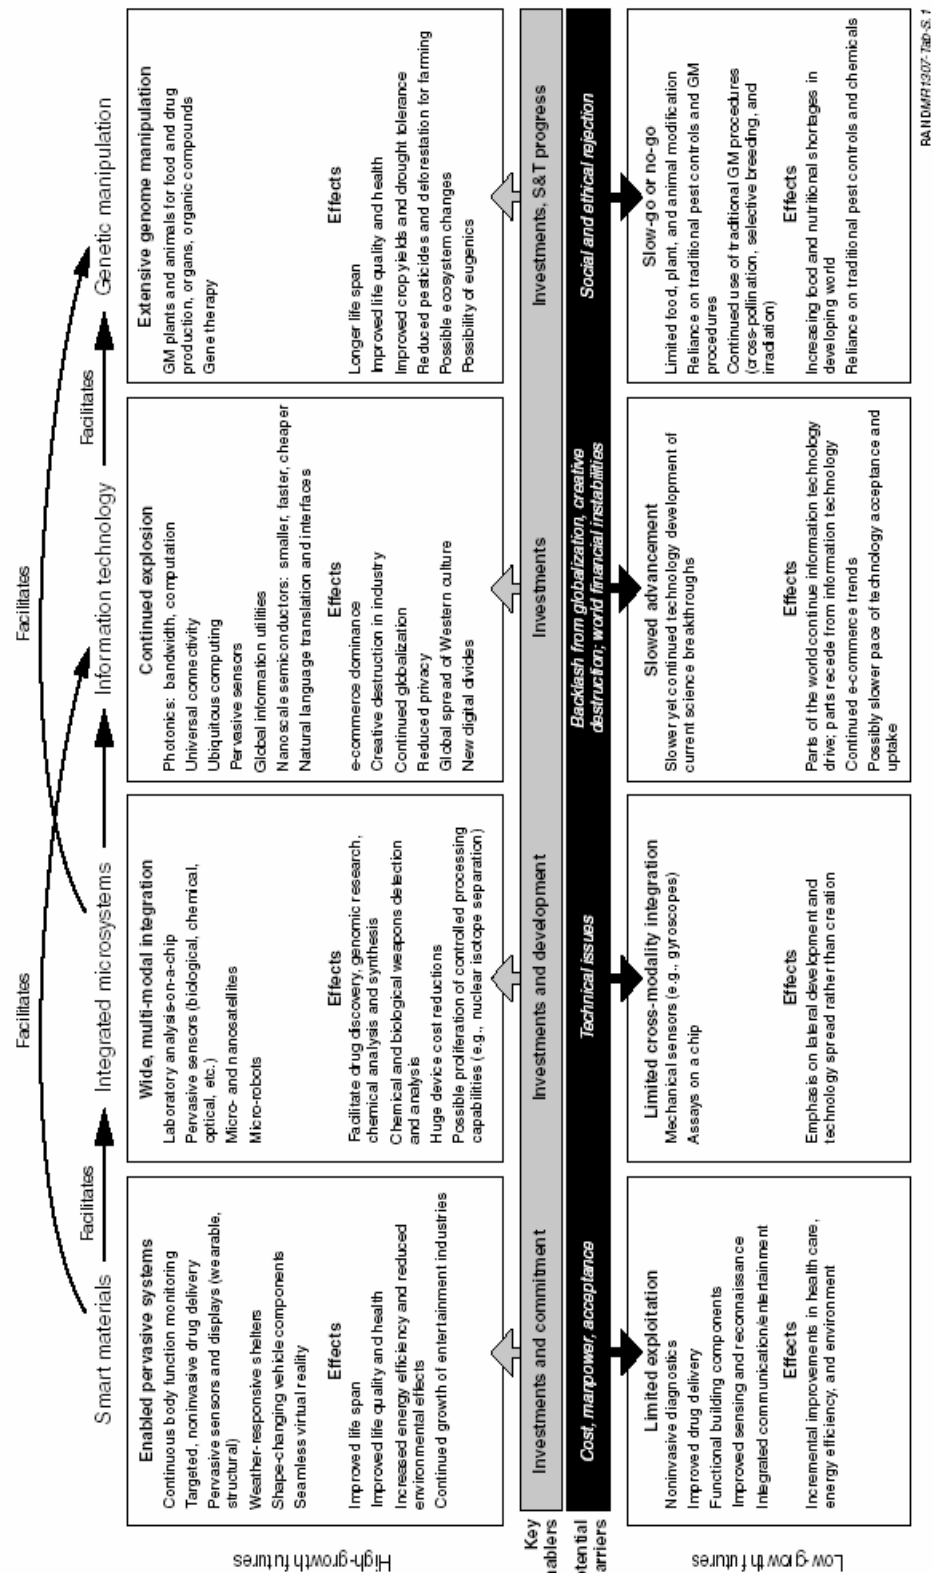 Facilitates
Facilitates
Facilitates
Facilitates
Smart materials
Integrated microsystems
Information technology
Genetic manipulation
High-growth futures
Enabled pervasive systems
Continuous body function monitoring
Targeted, noninvasive drug delivery
Pervasive sensors and displays (wearable,
structural)
Weather-responsive shelters
Shape-changing vehicle components
Seamless virtual reality
Effects
Improved life span
Improved life quality and health
Increased energy efficiency and reduced
environmental effects
Continued growth of entertainment industries
Wide, multi-modal integration
Laboratory analysis-on-a-chip
Pervasive sensors (biological, chemical,
optical, etc.)
Micro- and nanosatellites
Micro-robots
Effects
Facilitate drug discovery, genomic research,
chemical analysis and synthesis
Chemical and biological weapons detection
and analysis
Huge device cost reductions
Possible proliferation of controlled processing
capabilities (e.g., nuclear isotope separation)
Continued explosion
Photonics: bandwidth, computation
Universal connectivity
Ubiquitous computing
Pervasive sensors
Global information utilities
Nanoscale semiconductors: smaller, faster, cheaper
Natural language translation and interfaces
Effects
e-commerce dominance
Creative destruction in industry
Continued globalization
Reduced privacy
Global spread of Western culture
New digital divides
Extensive genome manipulation
GM plants and animals for food and drug
production, organs, organic compounds
Gene therapy
Effects
Longer life span
Improved life quality and health
Improved crop yields and drought tolerance
Reduced pesticides and deforestation for farming
Possible ecosystem changes
Possibility of eugenics
Key
nablers
Investments and commitment
Investments and development
Investments
Investments, S&T progress
otential
arriers
Cost, manpower, acceptance
Technical issues
Backlash from globalization, creative
destruction; world financial instabilities
Social and ethical rejection
Low-growth futures
Limited exploitation
Noninvasive diagnostics
Improved drug delivery
Functional building components
Improved sensing and reconnaissance
Integrated communication/entertainment
Effects
Incremental improvements in health care,
energy efficiency, and environment
Limited cross-modality integration
Mechanical sensors (e.g., gyroscopes)
Assays on a chip
Effects
Emphasis on lateral development and
technology spread rather than creation
Slowed advancement
Slower yet continued technology development of
current science breakthroughs
Effects
Parts of the world continue information technology
drive; parts recede from information technology
Continued e-commerce trends
Possibly slower pace of technology acceptance and
uptake
Slow-go or no-go
Limited food, plant, and animal modification
Reliance on traditional pest controls and GM
procedures
Continued use of traditional GM procedures
(cross-pollination, selective breeding, and
irradiation)
Effects
Increasing food and nutritional shortages in
developing world
Reliance on traditional pest controls and chemicals
RANDMR1307-Tab-S.1